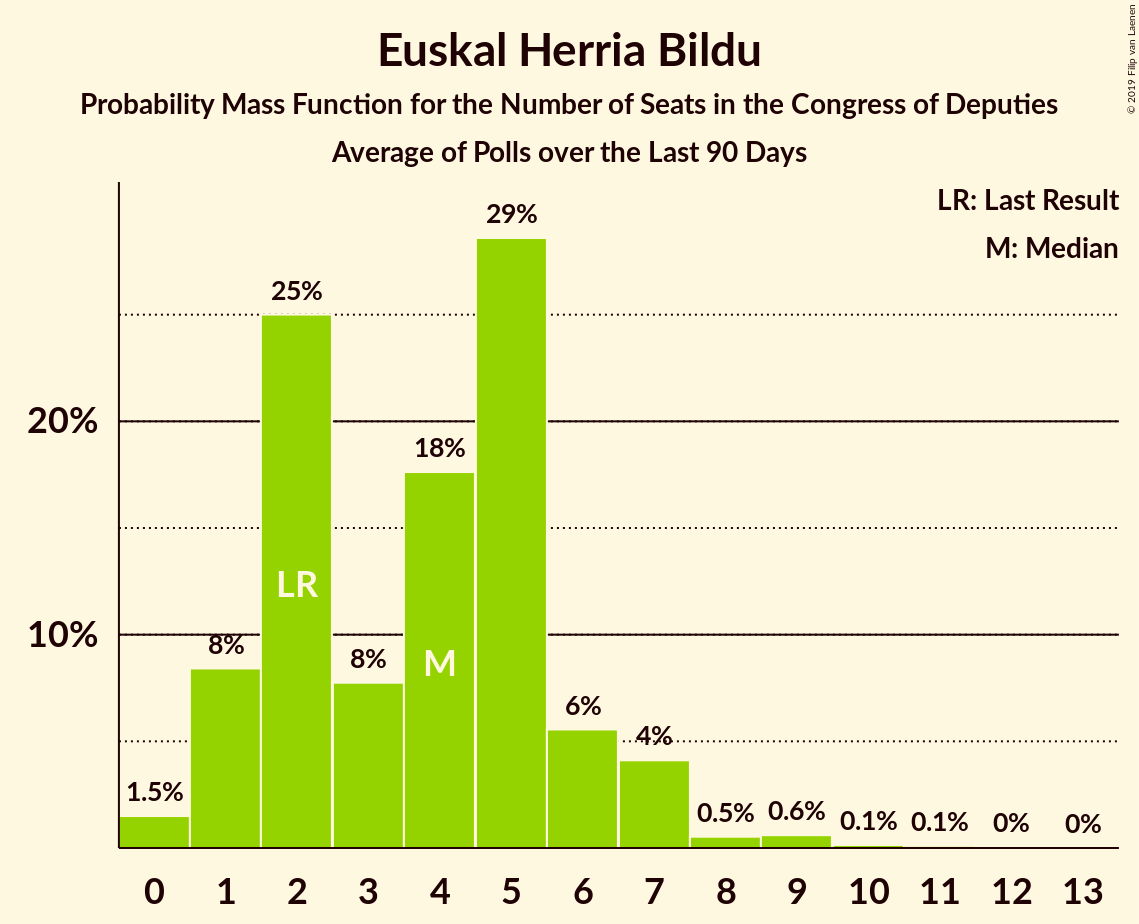 Euskal Herria Bildu
Probability Mass Function for the Number of Seats in the Congress of Deputies
Average of Polls over the Last 90 Days
© 2019 Filip van Laenen
LR: Last Result
M: Median
29%
25%
20%
18%
LR
10%
8%
8%
M
6%
4%
1.5%
0.5%
0.6%
0.1%
0.1%
0%
0%
0 1 2 3 4 5 6 7 8 9 10 11 12 13